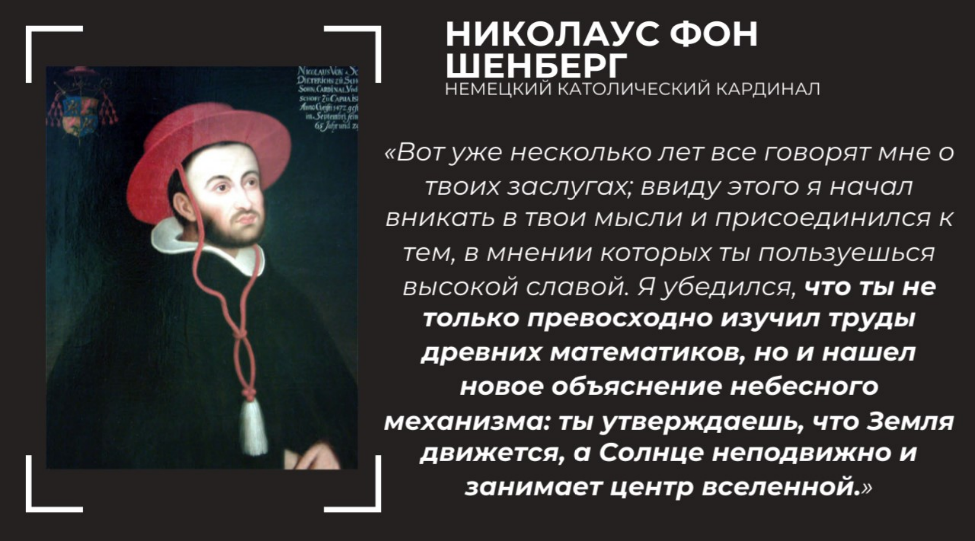 НИКОЛАУС ФОН
ШЕНБЕРГ
НЕМЕЦКИЙ КАТОЛИЧЕСКИЙ КАРДИНАЛ
«Вот уже несколько лет все говорят мне о
твоих заслугах; ввиду этого я начал
вникать в твои мысли и присоединился к
тем, в мнении которых ты пользуешься
высокой славой. Я убедился, что ты не
только превосходно изучил труды
древних математиков, но и нашел
новое объяснение небесного
механизма: ты утверждаешь, что Земля
движется, а Солнце неподвижно и
занимает центр вселенной.»